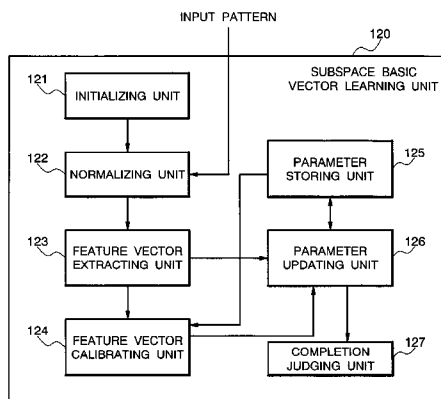 INPUT PATTERN
120
SUBSPACE BASIC
VECTOR LEARNING UNIT
121
INITIALIZING UNIT
122
NORMALIZING UNIT
123
FEATURE VECTOR
EXTRACTING UNIT
124
FEATURE VECTOR
CALIBRATING UNIT
125
PARAMETER
STORING UNIT
126
PARAMETER
UPDATING UNIT
127
COMPLETION
JUDGING UNIT